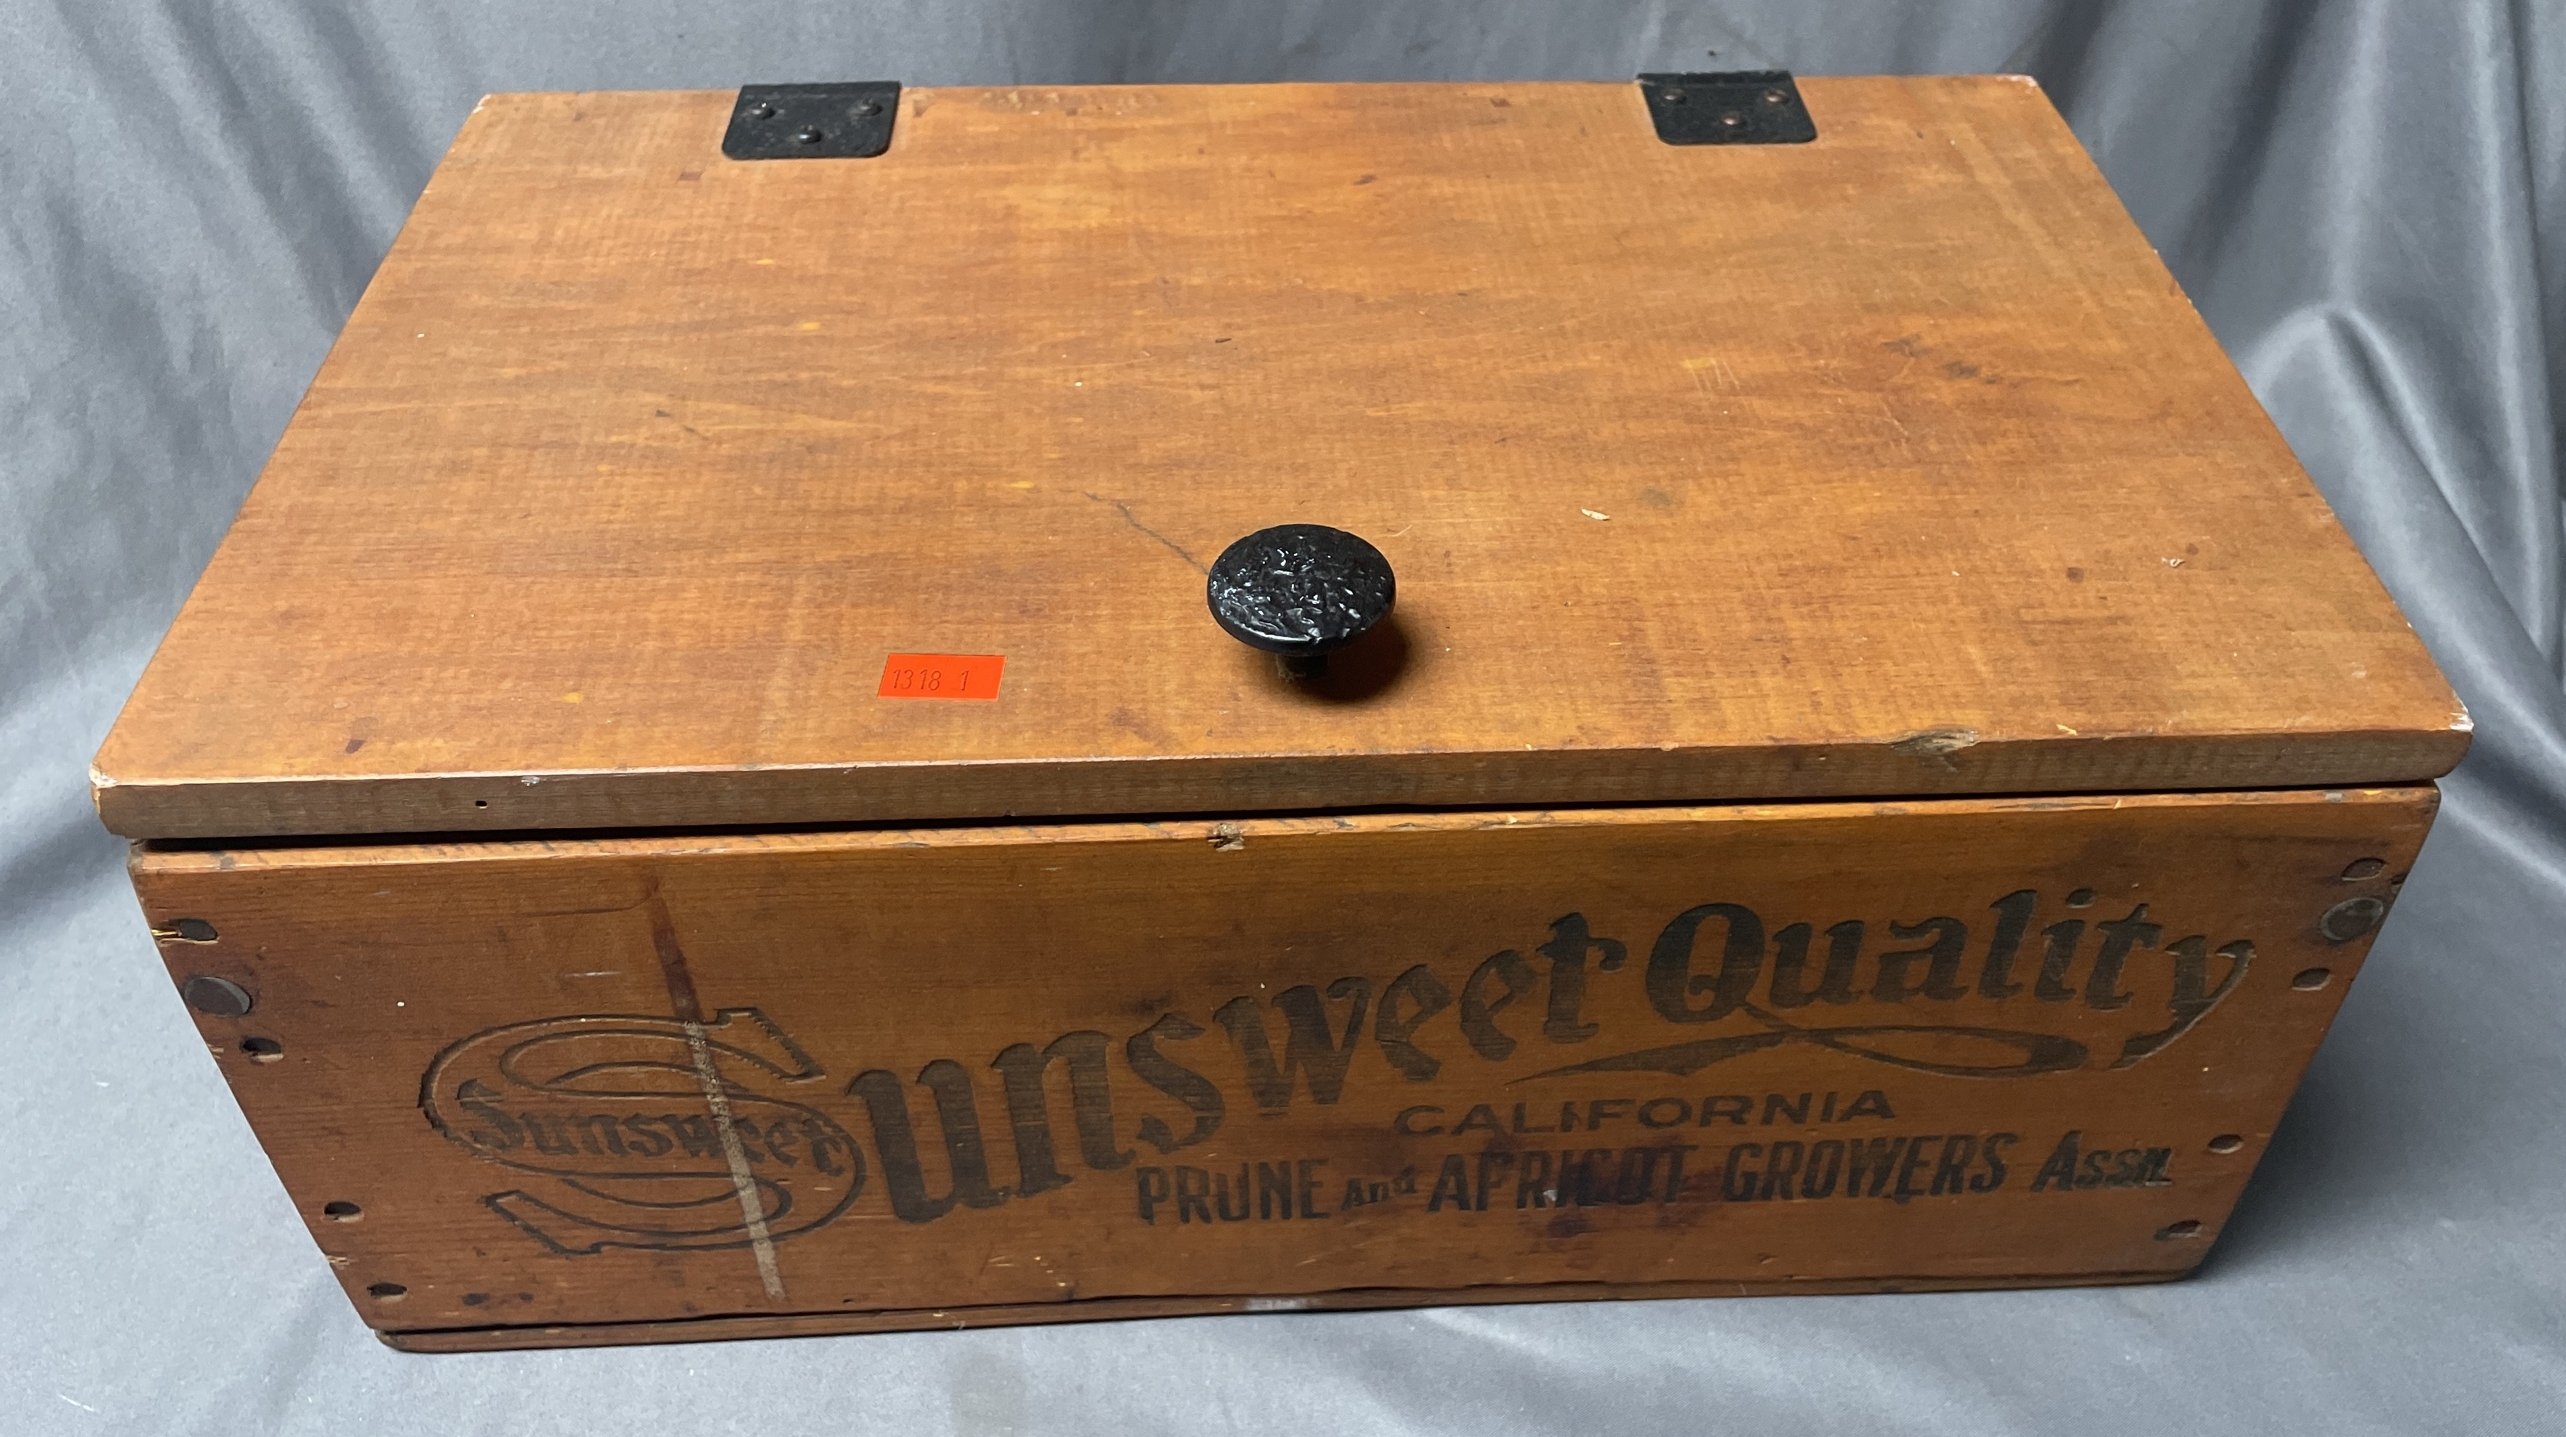 1318 1
Sunsweet
Sunsweet Quality
CALIFORNIA
PRUNE And APRICOT GROWERS ASSN.